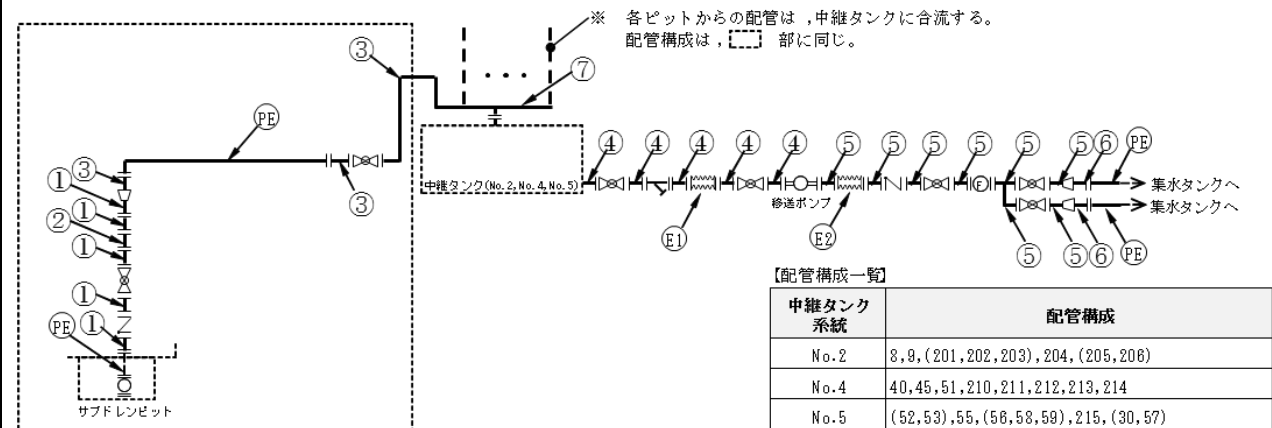 ※ 各ピットからの配管は,中継タンクに合流する。
配管構成は, 部に同じ。
③
⑦
PE
③
①
①
②
①
③
①
PE
①
サブドレンピット
中継タンク(No.2,No.4,No.5)
④ ④ ④ ④ ④ ⑤ ⑤ ⑤ ⑤ ⑤ ⑤ ⑥ PE
F
移送ポンプ
集水タンクへ
集水タンクへ
E1
E2
⑤ ⑤ ⑥ PE
【配管構成一覧】
中継タンク
系統
配管構成
No.2 8,9,(201,202,203),204,(205,206)
No.4 40,45,51,210,211,212,213,214
No.5 (52,53),55,(56,58,59),215,(30,57)